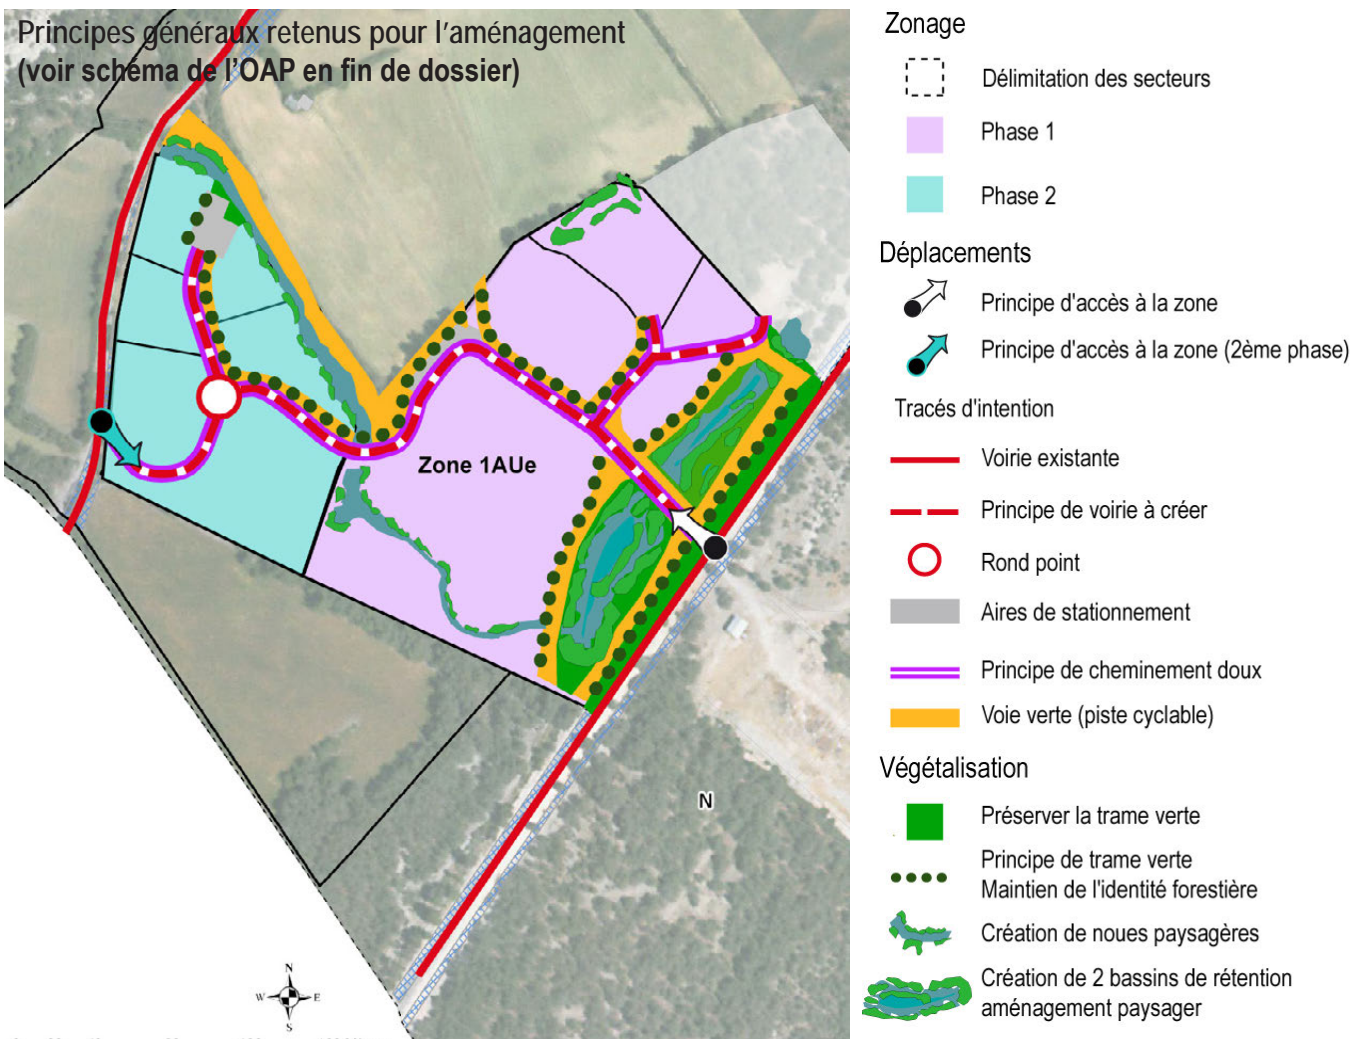 Principes généraux retenus pour l'aménagement
(voir schéma de l'OAP en fin de dossier)
Zone 1AUe
N
N
W
E
S
Zonage
Délimitation des secteurs
Phase 1
Phase 2
Déplacements
Principe d'accès à la zone
Principe d'accès à la zone (2ème phase)
Tracés d'intention
Voirie existante
Principe de voirie à créer
Rond point
Aires de stationnement
Principe de cheminement doux
Voie verte (piste cyclable)
Végétalisation
Préserver la trame verte
Principe de trame verte
Maintien de l'identité forestière
Création de noues paysagères
Création de 2 bassins de rétention
aménagement paysager